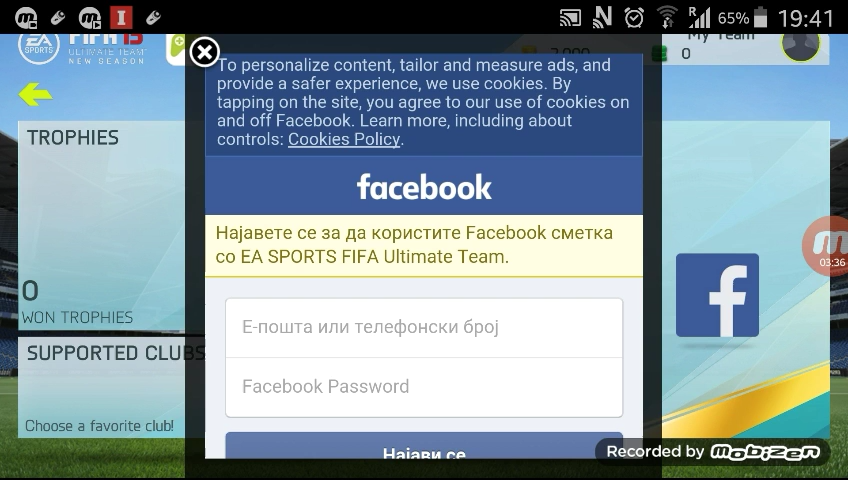 R
65%
19:41
EA
SPORTS
FIFA 15
ULTIMATE TEAM
NEW SEASON
My Team
0
To personalize content, tailor and measure ads, and
provide a safer experience, we use cookies. By
tapping on the site, you agree to our use of cookies on
and off Facebook. Learn more, including about
controls: Cookies Policy.
TROPHIES
facebook
Најавете се за да користите Facebook сметка
со EA SPORTS FIFA Ultimate Team.
03:36
0
WON TROPHIES
Е-пошта или телефонски број
SUPPORTED CLUBS
Facebook Password
Choose a favorite club!
Најави се
Recorded by mobizen